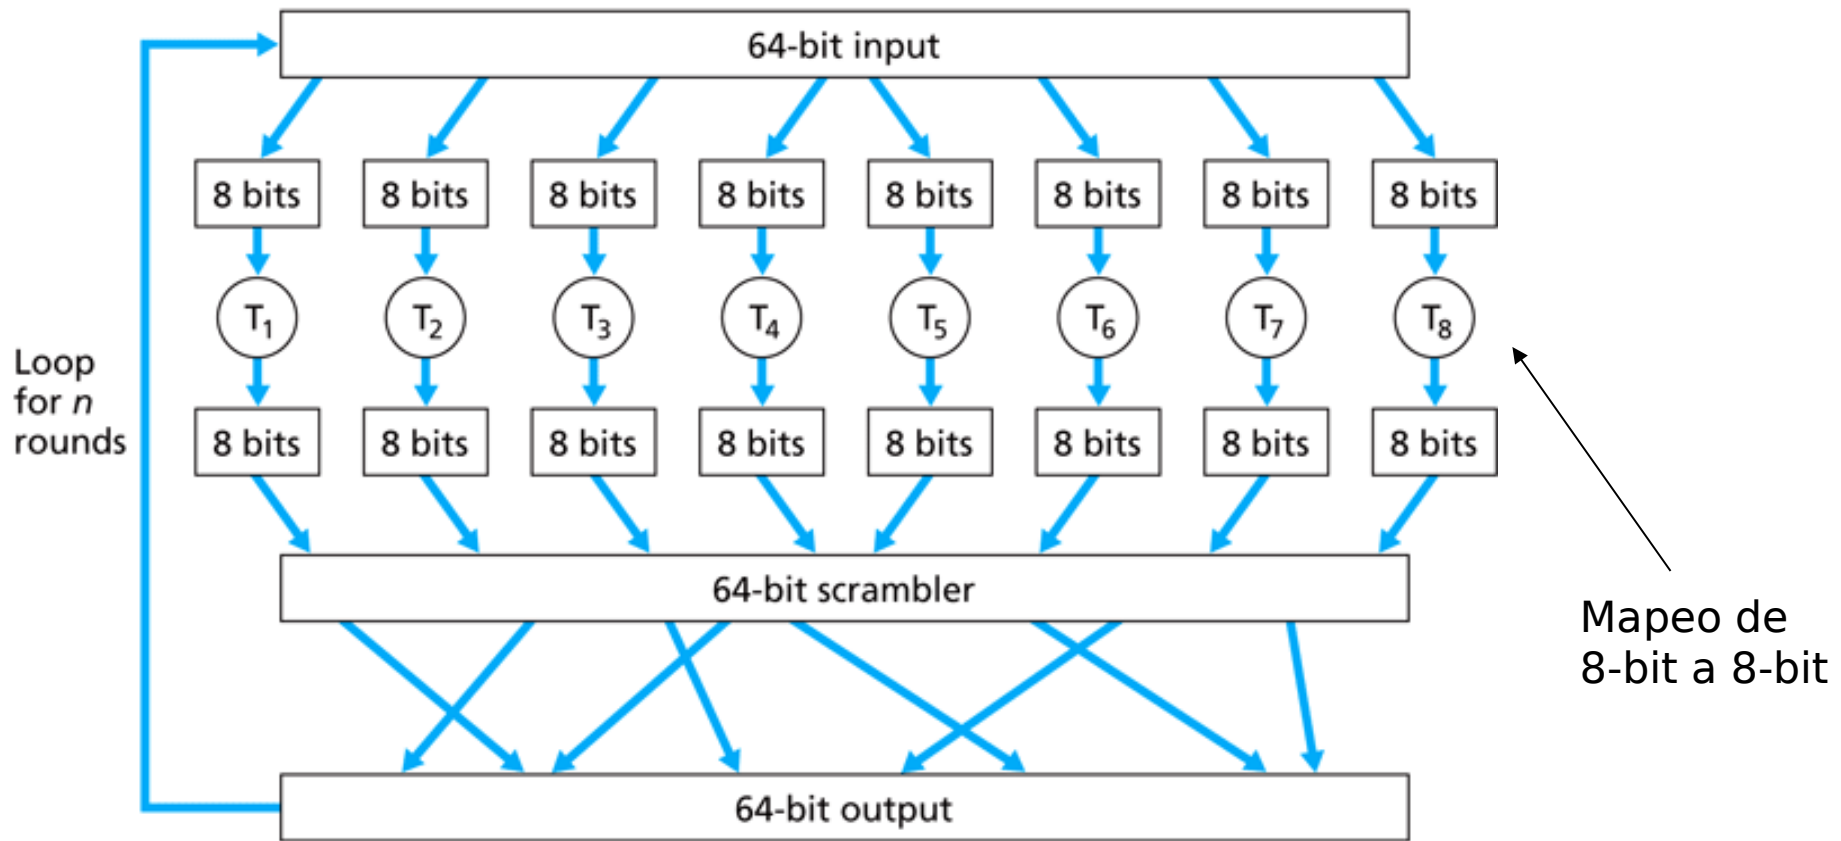 64-bit input
8 bits 8 bits 8 bits 8 bits 8 bits 8 bits 8 bits 8 bits
T1 T2 T3 T4 T5 T6 T7 T8
Loop
for n
rounds
8 bits 8 bits 8 bits 8 bits 8 bits 8 bits 8 bits 8 bits
64-bit scrambler
Mapeo de
8-bit a 8-bit
64-bit output